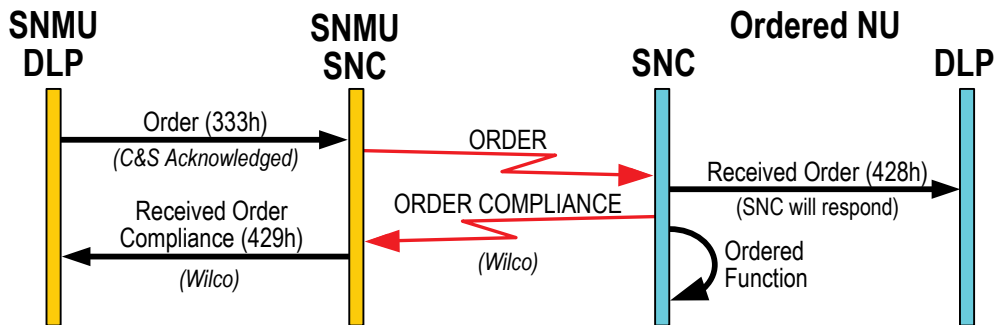 SNMU
DLP
SNMU
SNC
Ordered NU
SNC
DLP
Order (333h)
(C&S Acknowledged)
ORDER
Received Order (428h)
(SNC will respond)
Received Order
Compliance (429h)
(Wilco)
ORDER COMPLIANCE
(Wilco)
Ordered
Function